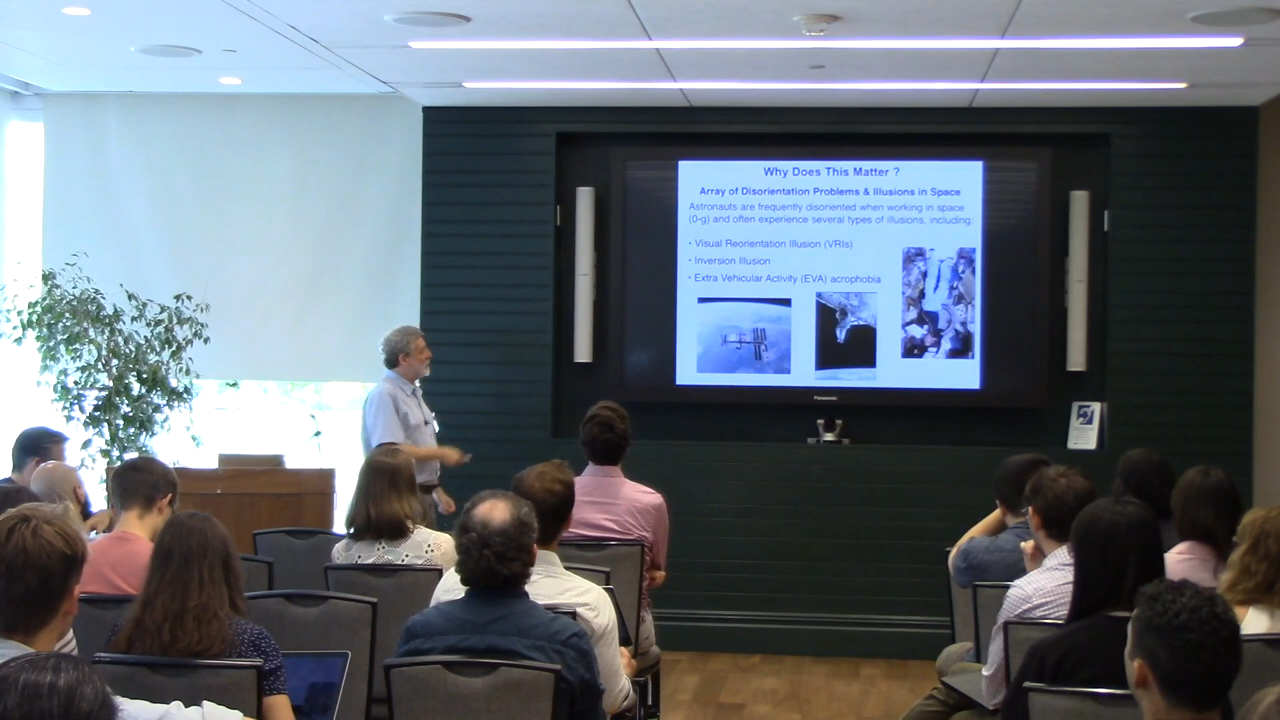 Why Does This Matter ?
Array of Disorientation Problems & Illusions in Space
Astronauts are frequently disoriented when working in space
(0-g) and often experience several types of illusions, including:
• Visual Reorientation Illusion (VRIs)
• Inversion Illusion
• Extra Vehicular Activity (EVA) acrophobia
Panasonic